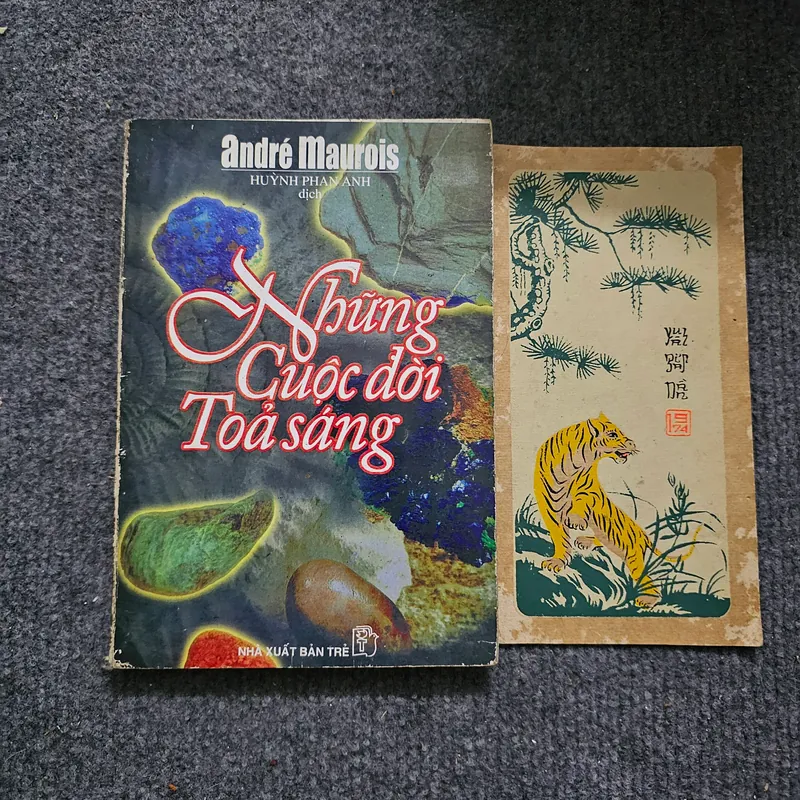 andré maurois
HUỲNH PHAN ANH
dịch
Những
Cuộc đời
Toả sáng
NHÀ XUẤT BẢN TRẺ